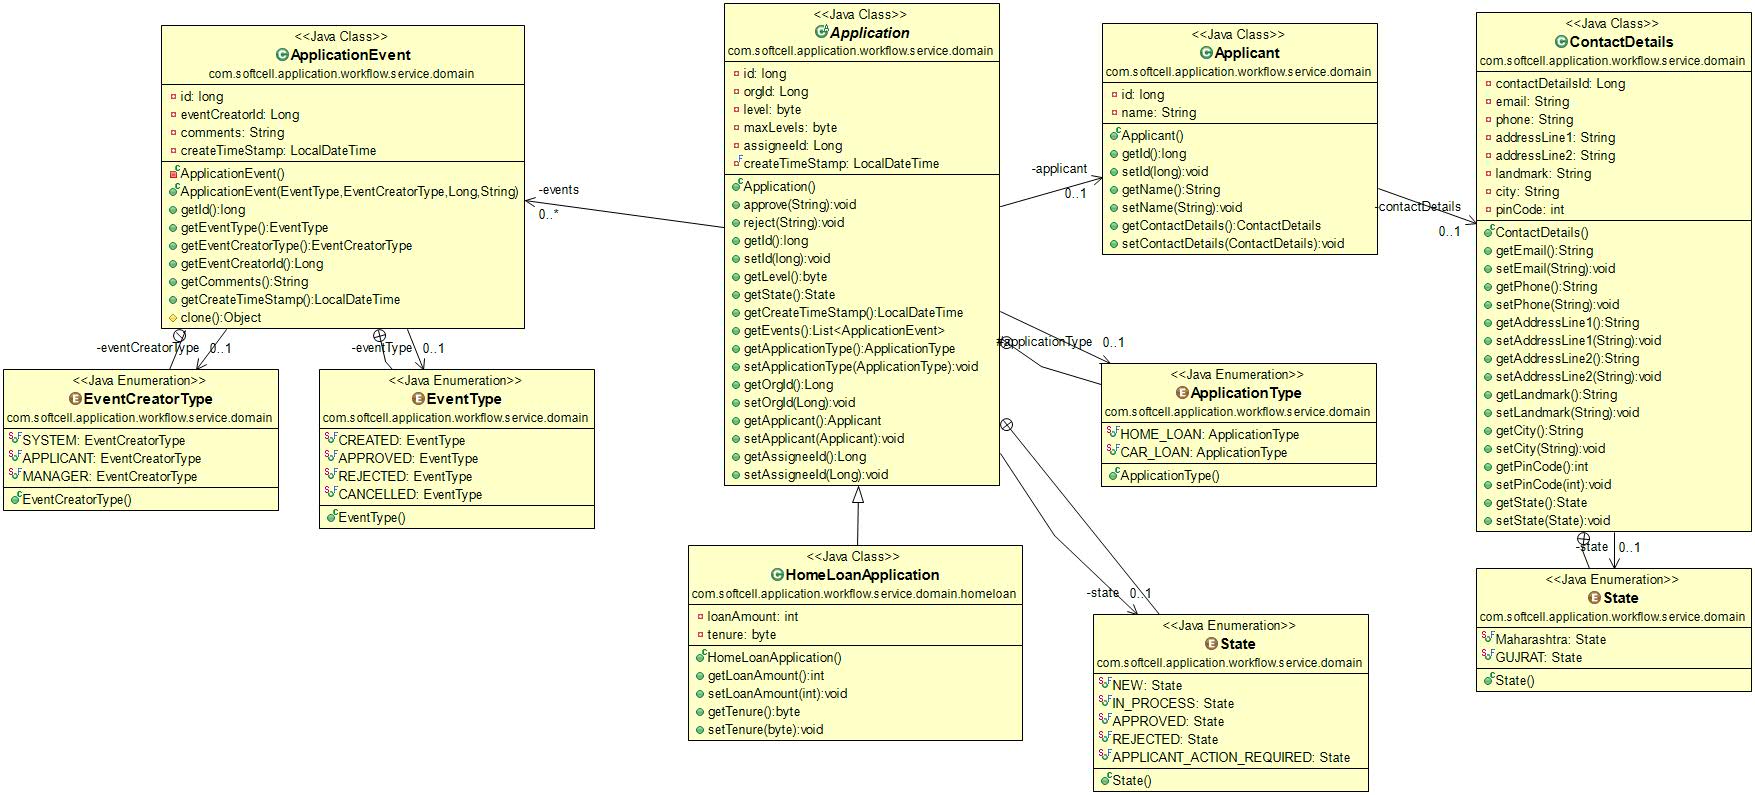 <<Java Class>>
ApplicationEvent
com.softcell.application.workflow.service.domain
id: long
eventCreatorId: Long
comments: String
createTimeStamp: LocalDateTime
ApplicationEvent()
ApplicationEvent(EventType,EventCreatorType,Long,String)
getId():long
getEventType():EventType
getEventCreatorType():EventCreatorType
getEventCreatorId():Long
getComments():String
getCreateTimeStamp():LocalDateTime
clone():Object
-eventCreatorType 0..1
-eventType 0..1
<<Java Enumeration>>
EventCreatorType
com.softcell.application.workflow.service.domain
SYSTEM: EventCreatorType
APPLICANT: EventCreatorType
MANAGER: EventCreatorType
EventCreatorType()
<<Java Enumeration>>
EventType
com.softcell.application.workflow.service.domain
CREATED: EventType
APPROVED: EventType
REJECTED: EventType
CANCELLED: EventType
EventType()
-events
0..*
<<Java Class>>
Application
com.softcell.application.workflow.service.domain
id: long
orgId: Long
level: byte
maxLevels: byte
assigneeId: Long
createTimeStamp: LocalDateTime
Application()
approve(String):void
reject(String):void
getId():long
setId(long):void
getLevel():byte
getState():State
getCreateTimeStamp():LocalDateTime
getEvents():List<ApplicationEvent>
getApplicationType():ApplicationType
setApplicationType(ApplicationType):void
getOrgId():Long
setOrgId(Long):void
getApplicant():Applicant
setApplicant(Applicant):void
getAssigneeId():Long
setAssigneeId(Long):void
<<Java Class>>
HomeLoanApplication
com.softcell.application.workflow.service.domain.homeloan
loanAmount: int
tenure: byte
HomeLoanApplication()
getLoanAmount():int
setLoanAmount(int):void
getTenure():byte
setTenure(byte):void
-applicant
0..1
<<Java Class>>
Applicant
com.softcell.application.workflow.service.domain
id: long
name: String
Applicant()
getId():long
setId(long):void
getName():String
setName(String):void
getContactDetails():ContactDetails
setContactDetails(ContactDetails):void
#applicationType 0..1
<<Java Enumeration>>
ApplicationType
com.softcell.application.workflow.service.domain
HOME_LOAN: ApplicationType
CAR_LOAN: ApplicationType
ApplicationType()
-state 0..1
<<Java Enumeration>>
State
com.softcell.application.workflow.service.domain
NEW: State
IN_PROCESS: State
APPROVED: State
REJECTED: State
APPLICANT_ACTION_REQUIRED: State
State()
-contactDetails
0..1
<<Java Class>>
ContactDetails
com.softcell.application.workflow.service.domain
contactDetailsId: Long
email: String
phone: String
addressLine1: String
addressLine2: String
landmark: String
city: String
pinCode: int
ContactDetails()
getEmail():String
setEmail(String):void
getPhone():String
setPhone(String):void
getAddressLine1():String
setAddressLine1(String):void
getAddressLine2():String
setAddressLine2(String):void
getLandmark():String
setLandmark(String):void
getCity():String
setCity(String):void
getPinCode():int
setPinCode(int):void
getState():State
setState(State):void
-state 0..1
<<Java Enumeration>>
State
com.softcell.application.workflow.service.domain
Maharashtra: State
GUJRAT: State
State()